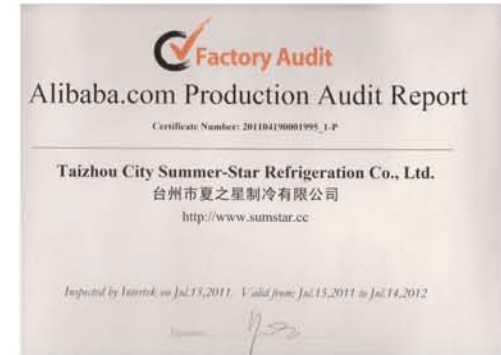 Factory Audit
Alibaba.com Production Audit Report
Certificate Number: 201104190001995_1-P
Taizhou City Summer-Star Refrigeration Co., Ltd.
台州市夏之星制冷有限公司
http://www.sumstar.cc
Inspected by Intertek on Jul.15,2011 Valid from: Jul.15,2011 to Jul.14,2012